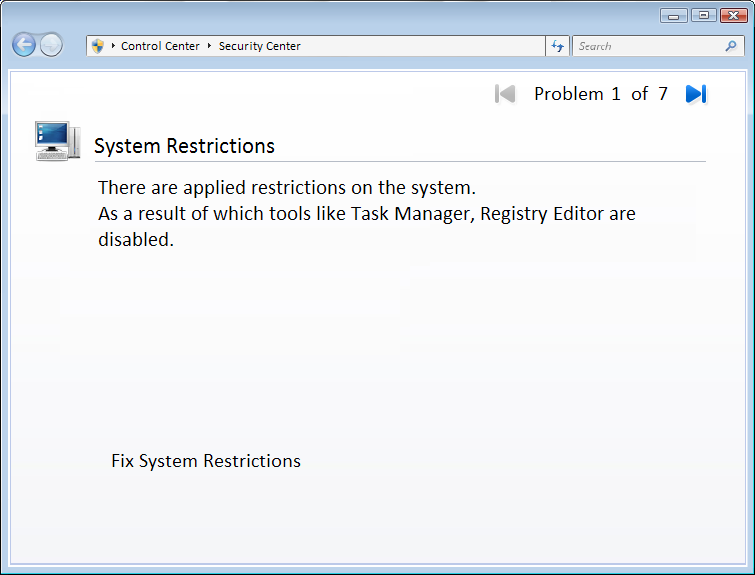 Control Center Security Center
Search
Problem 1 of 7
System Restrictions
There are applied restrictions on the system.
As a result of which tools like Task Manager, Registry Editor are
disabled.
Fix System Restrictions